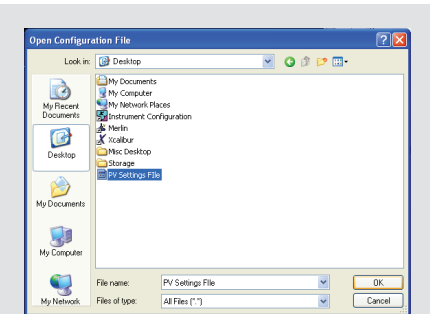 Open Configuration File
Look in: Desktop
My Recent Documents
Desktop
My Documents
My Computer
My Network
My Documents
My Computer
My Network Places
Instrument Configuration
Merlin
Xcalibur
Misc Desktop
Storage
PV Settings FIle
File name: PV Settings FIle OK
Files of type: All Files (*.*) Cancel